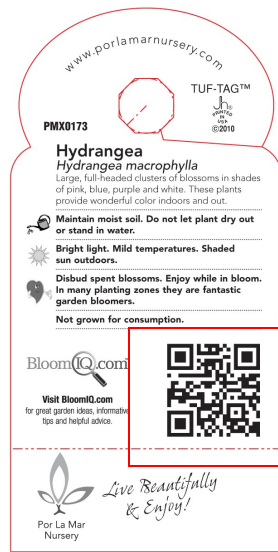 www.porlamarnursery.com
TUF-TAG™
Jh®
PRINTED
IN
USA
©2010
PMX0173
Hydrangea
Hydrangea macrophylla
Large, full-headed clusters of blossoms in shades
of pink, blue, purple and white. These plants
provide wonderful color indoors and out.
Maintain moist soil. Do not let plant dry out
or stand in water.
Bright light. Mild temperatures. Shaded
sun outdoors.
Disbud spent blossoms. Enjoy while in bloom.
In many planting zones they are fantastic
garden bloomers.
Not grown for consumption.
BloomIQ.com
Visit BloomIQ.com
for great garden ideas, informative
tips and helpful advice.
Live Beautifully
& Enjoy!
Por La Mar
Nursery